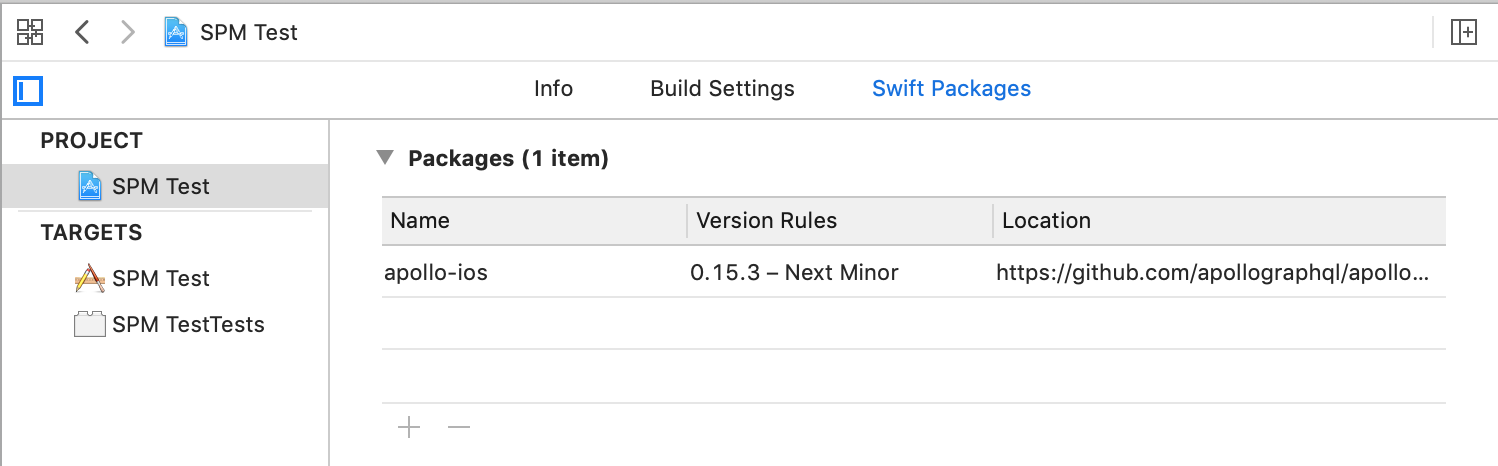 SPM Test
Info Build Settings Swift Packages
PROJECT
SPM Test
TARGETS
SPM Test
SPM TestTests
Packages (1 item)
Name Version Rules Location
apollo-ios 0.15.3 – Next Minor https://github.com/apollographql/apollo…